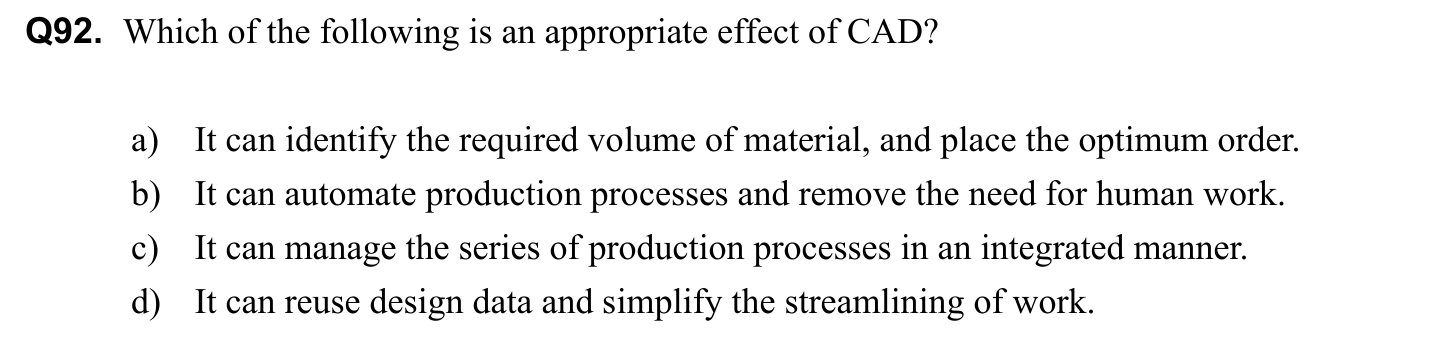 Q92. Which of the following is an appropriate effect of CAD?
a) It can identify the required volume of material, and place the optimum order.
b) It can automate production processes and remove the need for human work.
c) It can manage the series of production processes in an integrated manner.
d) It can reuse design data and simplify the streamlining of work.